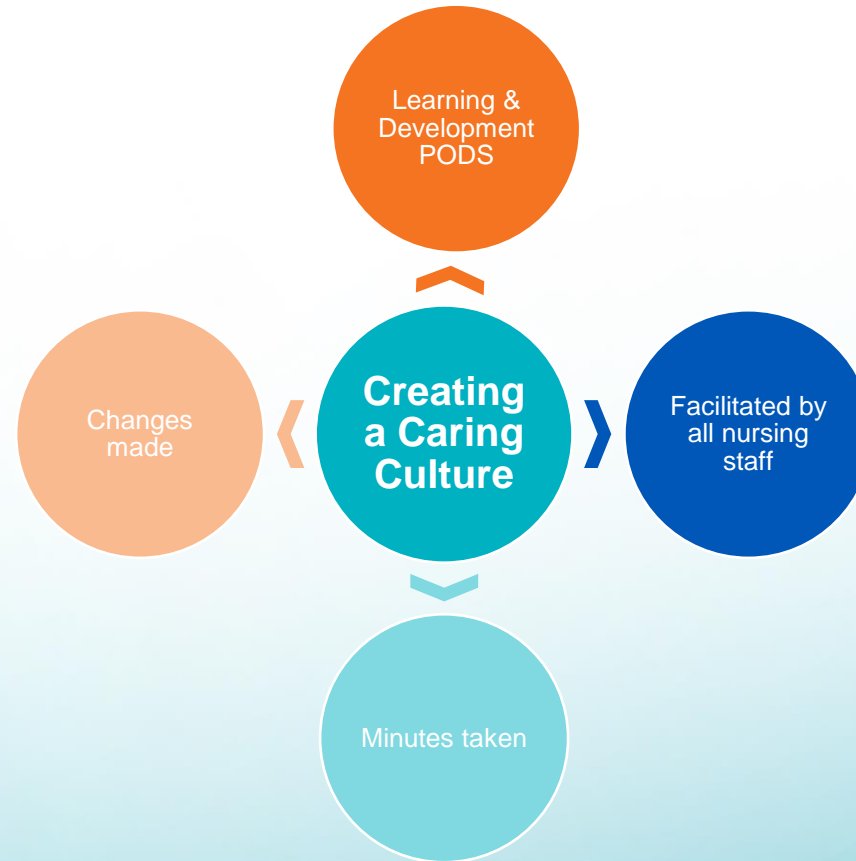 Learning &
Development
PODS
Changes
made
Creating
a Caring
Culture
Facilitated by
all nursing
staff
Minutes taken